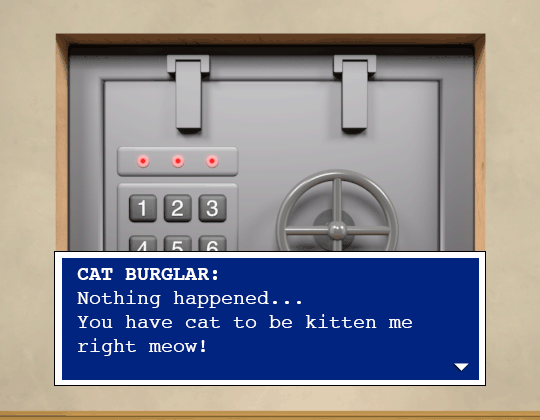 1 2 3
4 5 6
CAT BURGLAR:
Nothing happened...
You have cat to be kitten me
right meow!